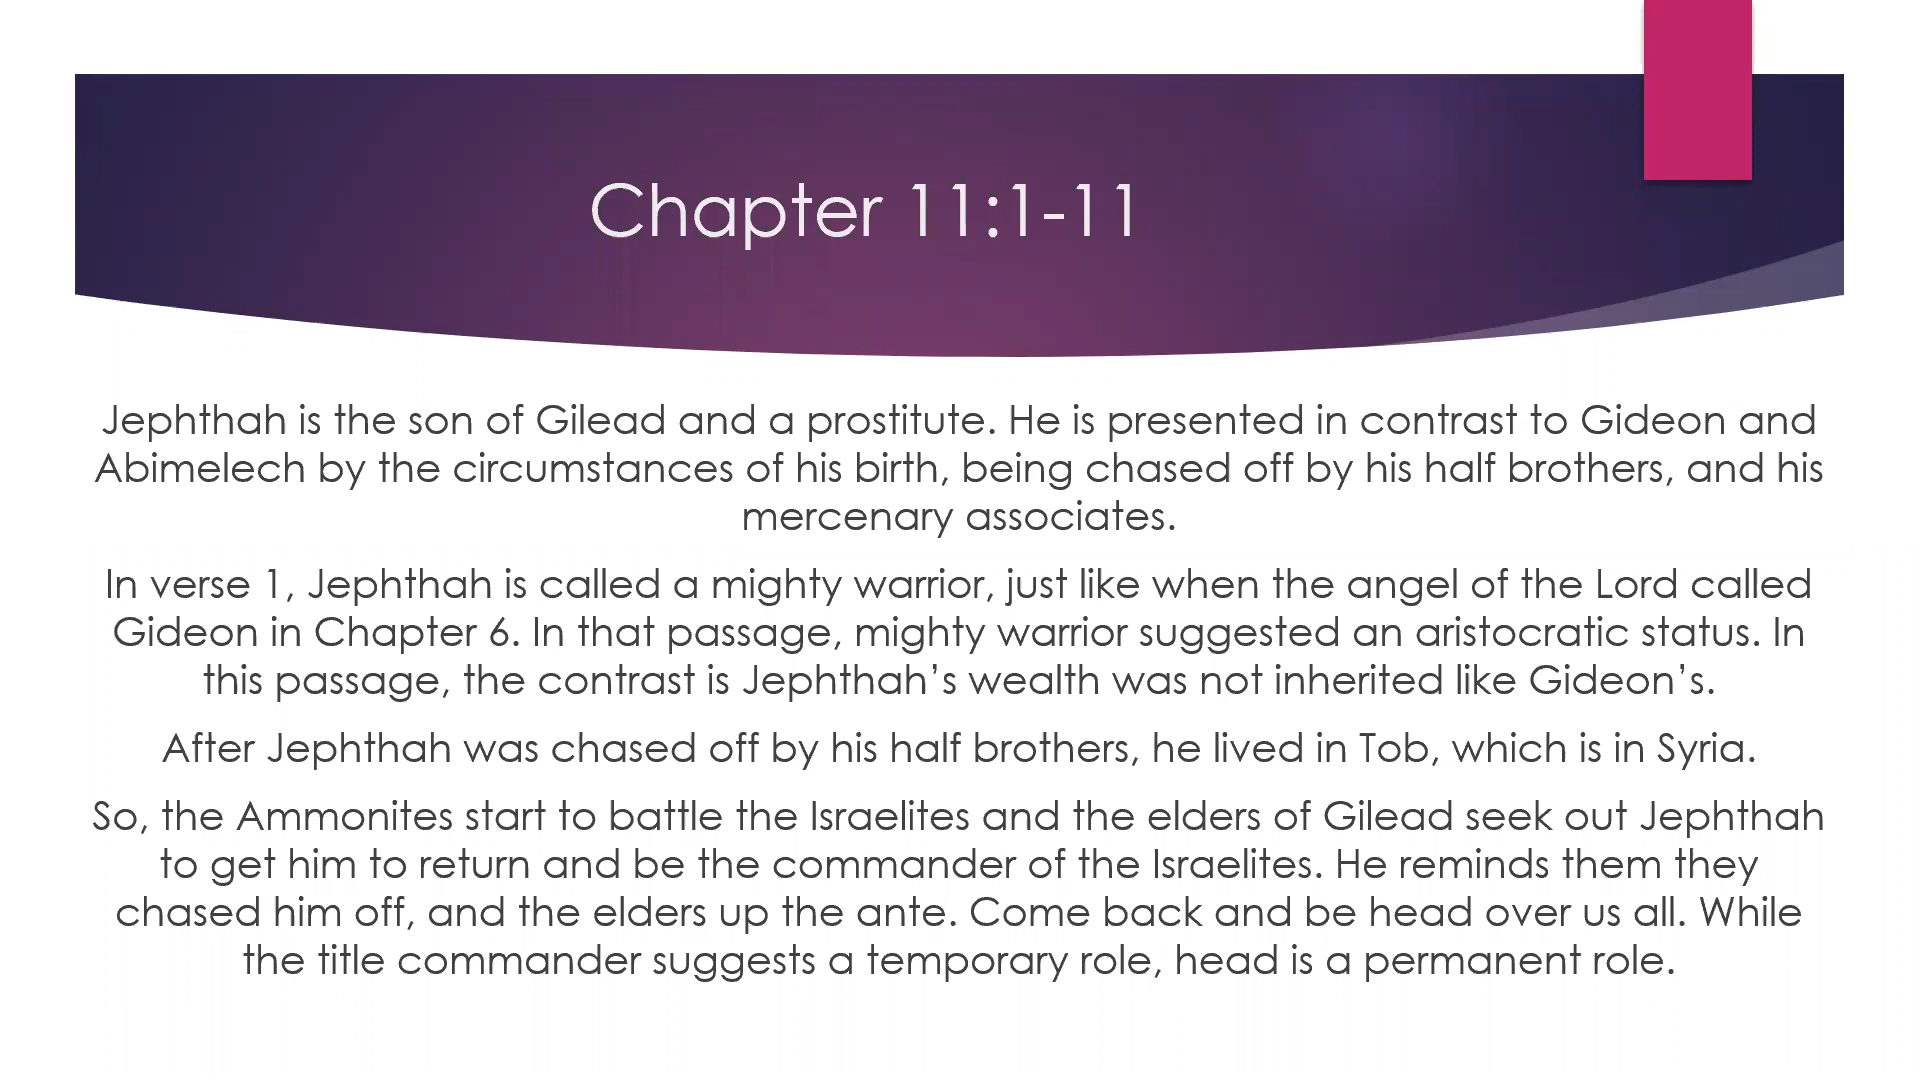 Chapter 11:1-11
Jephthah is the son of Gilead and a prostitute. He is presented in contrast to Gideon and
Abimelech by the circumstances of his birth, being chased off by his half brothers, and his
mercenary associates.
In verse 1, Jephthah is called a mighty warrior, just like when the angel of the Lord called
Gideon in Chapter 6. In that passage, mighty warrior suggested an aristocratic status. In
this passage, the contrast is Jephthah’s wealth was not inherited like Gideon’s.
After Jephthah was chased off by his half brothers, he lived in Tob, which is in Syria.
So, the Ammonites start to battle the Israelites and the elders of Gilead seek out Jephthah
to get him to return and be the commander of the Israelites. He reminds them they
chased him off, and the elders up the ante. Come back and be head over us all. While
the title commander suggests a temporary role, head is a permanent role.